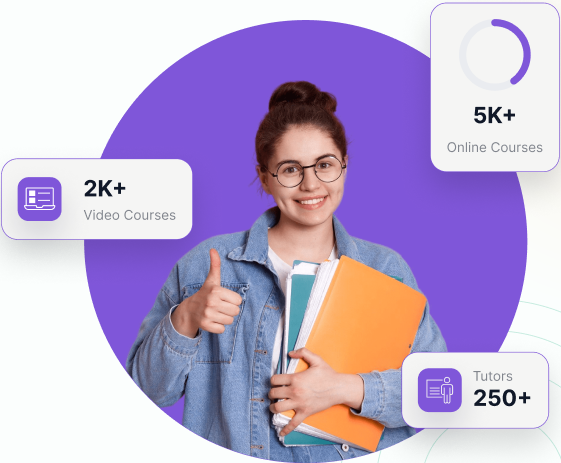 5K+
Online Courses
2K+
Video Courses
Tutors
250+